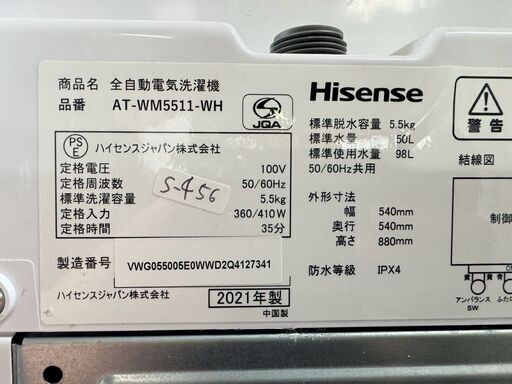 商品名 全自動電気洗濯機
品番 AT-WM5511-WH
JQA
PS
E
ハイセンスジャパン株式会社
定格電圧 100V
定格周波数 50/60Hz
標準洗濯容量 5.5kg
定格入力 360/410W
定格時間 35分
S-456
製造番号 VWG055005E0WWD2Q4127341
ハイセンスジャパン株式会社
2021年製
中国製
Hisense
標準脱水容量 5.5kg
標準水量 50L
標準使用水量 98L
50/60Hz共用
外形寸法
幅 540mm
奥行 540mm
高さ 880mm
防水等級 IPX4
警告
結線図
制御
黄 黄
アンバランス
SW
ふた